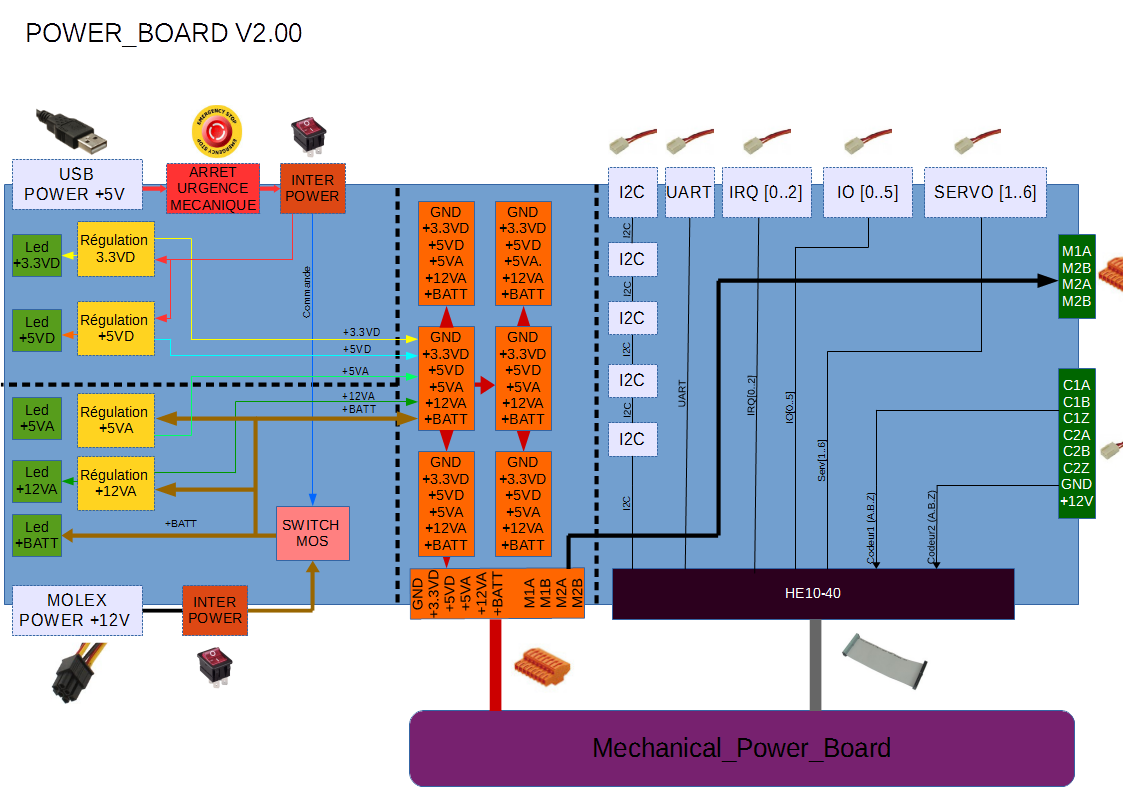 POWER_BOARD V2.00
EMERGENCY STOP
EMERGENCY STOP
USB
POWER +5V
ARRET
URGENCE
MECANIQUE
INTER
POWER
Led
+3.3VD
Régulation
3.3VD
Led
+5VD
Régulation
+5VD
Led
+5VA
Régulation
+5VA
Led
+12VA
Régulation
+12VA
Led
+BATT
+BATT
SWITCH
MOS
MOLEX
POWER +12V
INTER
POWER
Commande
+3.3VD
+5VD
+5VA
+12VA
+BATT
GND
+3.3VD
+5VD
+5VA
+12VA
+BATT
GND
+3.3VD
+5VD
+5VA.
+12VA
+BATT
GND
+3.3VD
+5VD
+5VA
+12VA
+BATT
GND
+3.3VD
+5VD
+5VA
+12VA
+BATT
GND
+3.3VD
+5VD
+5VA
+12VA
+BATT
GND
+3.3VD
+5VD
+5VA
+12VA
+BATT
GND
+3.3VD
+5VD
+5VA
+12VA
+BATT
M1A
M1B
M2A
M2B
I2C
UART
IRQ [0..2]
IO [0..5]
SERVO [1..6]
I2C
I2C
I2C
I2C
I2C
I2C
I2C
I2C
I2C
UART
IRQ[0..2]
IO[0..5]
Serv[1..6]
Codeur1 (A.B.Z)
Codeur2 (A.B.Z)
M1A
M2B
M2A
M2B
C1A
C1B
C1Z
C2A
C2B
C2Z
GND
+12V
HE10-40
Mechanical_Power_Board